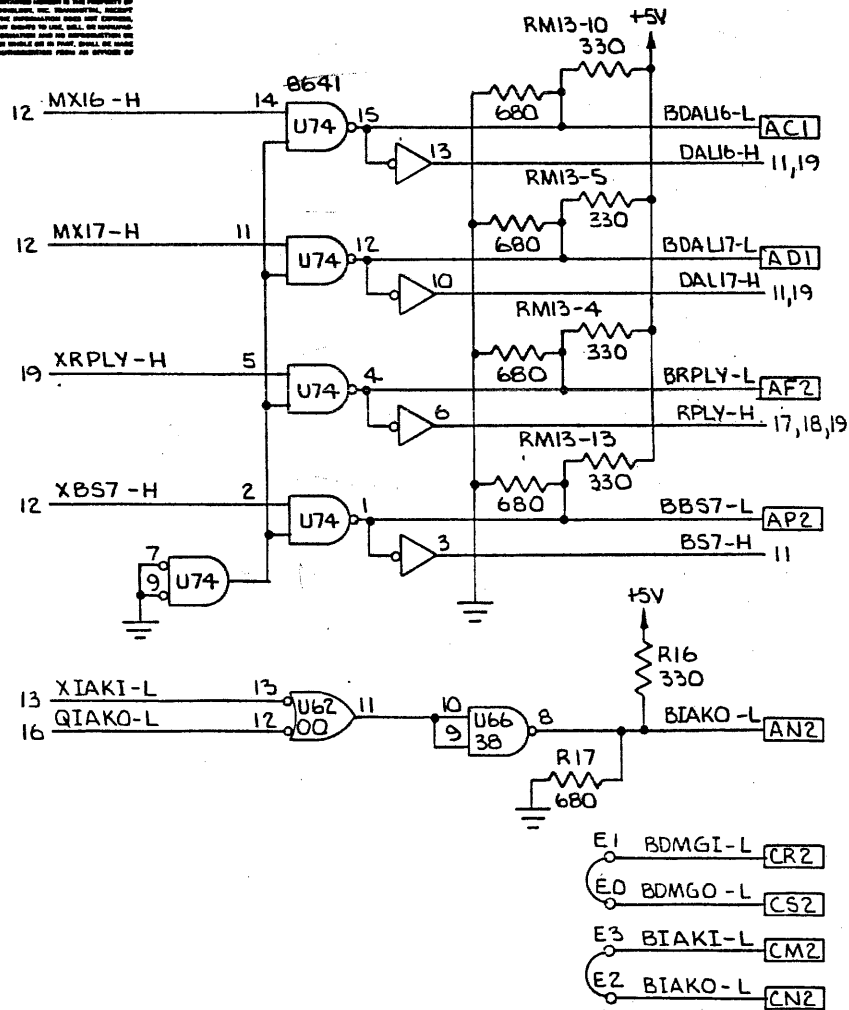 RM13-10
+5V
330
680
8641
12 MX16-H 14
U74
15
BDAL16-L AC1
13
DAL16-H 11,19
RM13-5
330
680
12 MX17-H 11
U74
12
BDAL17-L AD1
10
DAL17-H 11,19
RM13-4
330
680
19 XRPLY-H 5
U74
4
BRPLY-L AF2
6
RPLY-H 17,18,19
RM13-13
330
680
12 XBS7-H 2
U74
1
BBS7-L AP2
3
BS7-H 11
7
9
U74
+5V
R16
330
13 XIAKI-L 13
16 QIAKO-L 12
U62
00
11
10
9
U66
38
8
BIAKO-L AN2
R17
680
E1 BDMGI-L CR2
E0 BDMGO-L CS2
E3 BIAKI-L CM2
E2 BIAKO-L CN2